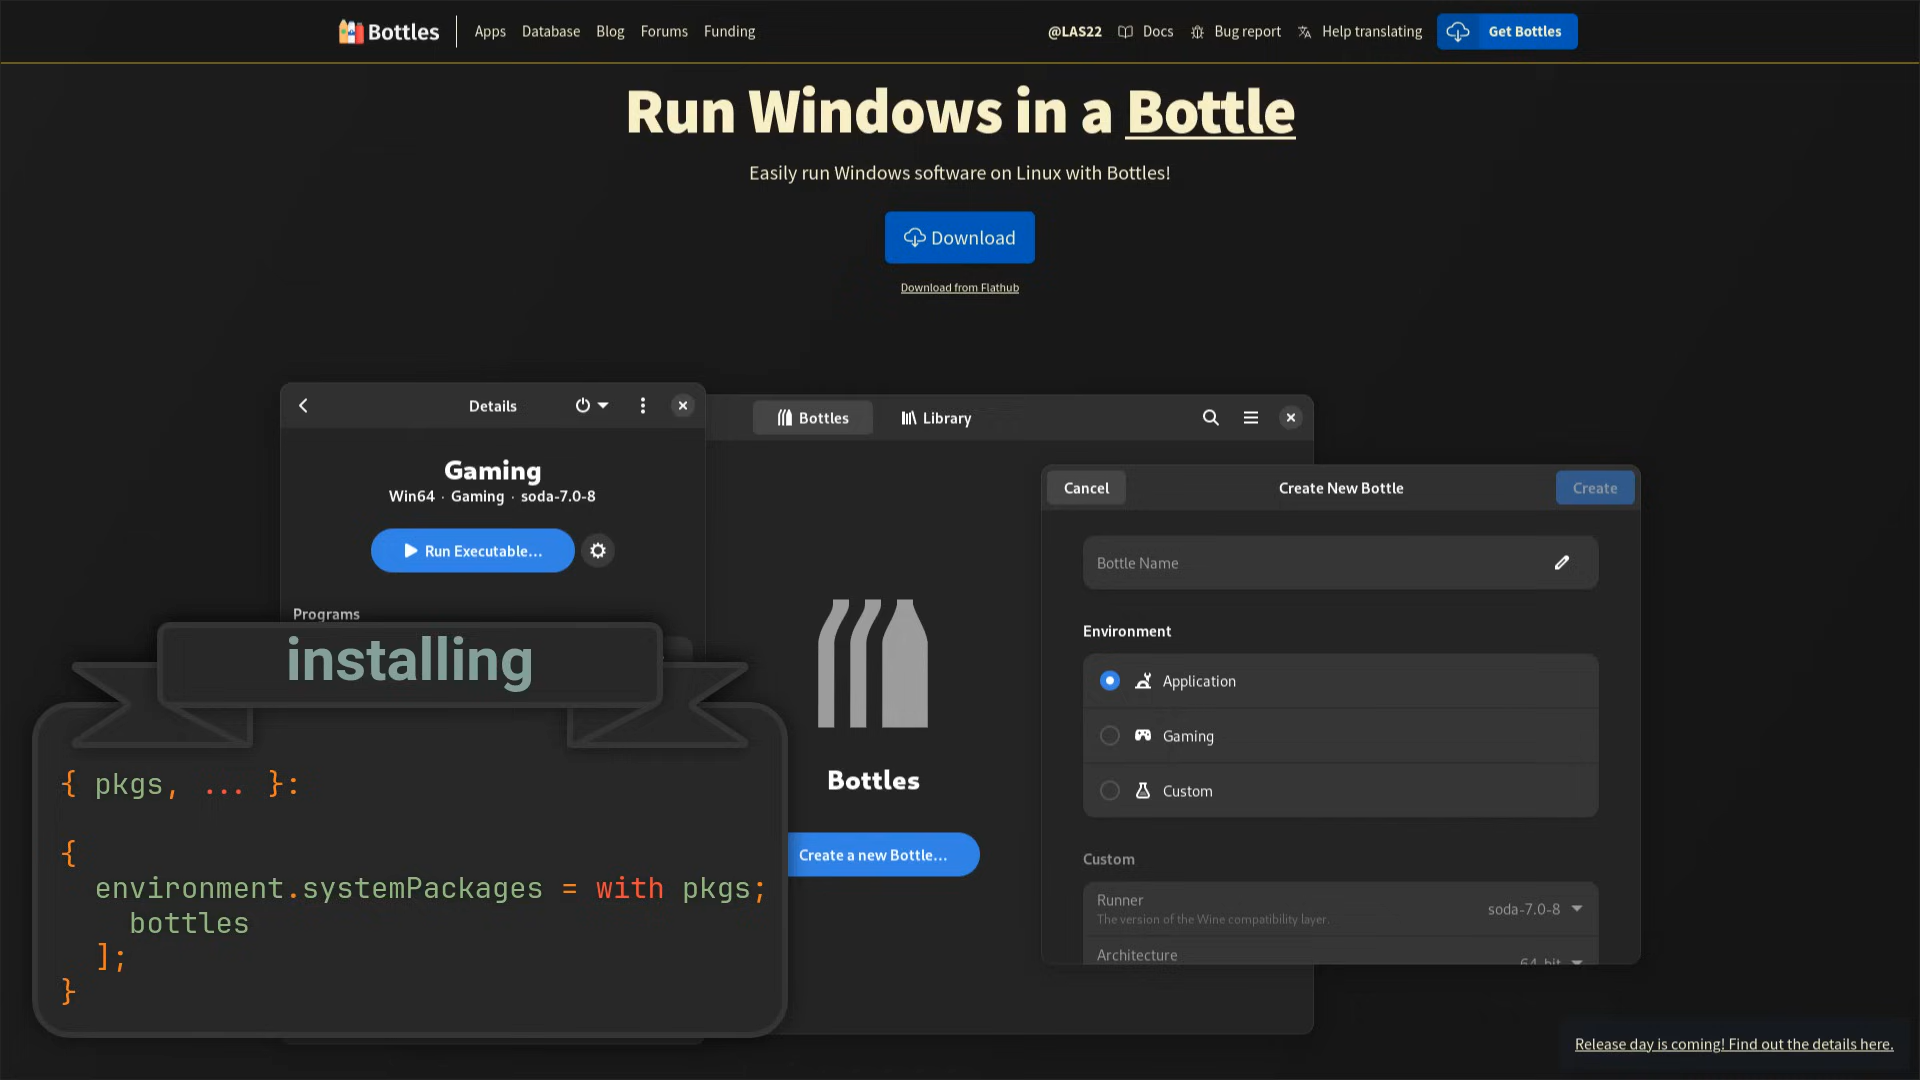 Bottles
Apps Database Blog Forums Funding
@LAS22 Docs Bug report Help translating Get Bottles
Run Windows in a Bottle
Easily run Windows software on Linux with Bottles!
Download
Download from Flathub
Details
Gaming
Win64 · Gaming · soda-7.0-8
Run Executable...
Programs
Bottles Library
Bottles
Create a new Bottle...
Cancel Create New Bottle Create
Bottle Name
Environment
Application
Gaming
Custom
Custom
Runner
The version of the Wine compatibility layer.
soda-7.0-8
Architecture
64-bit
installing
{ pkgs, ... }:
{
environment.systemPackages = with pkgs;
bottles
];
}
Release day is coming! Find out the details here.